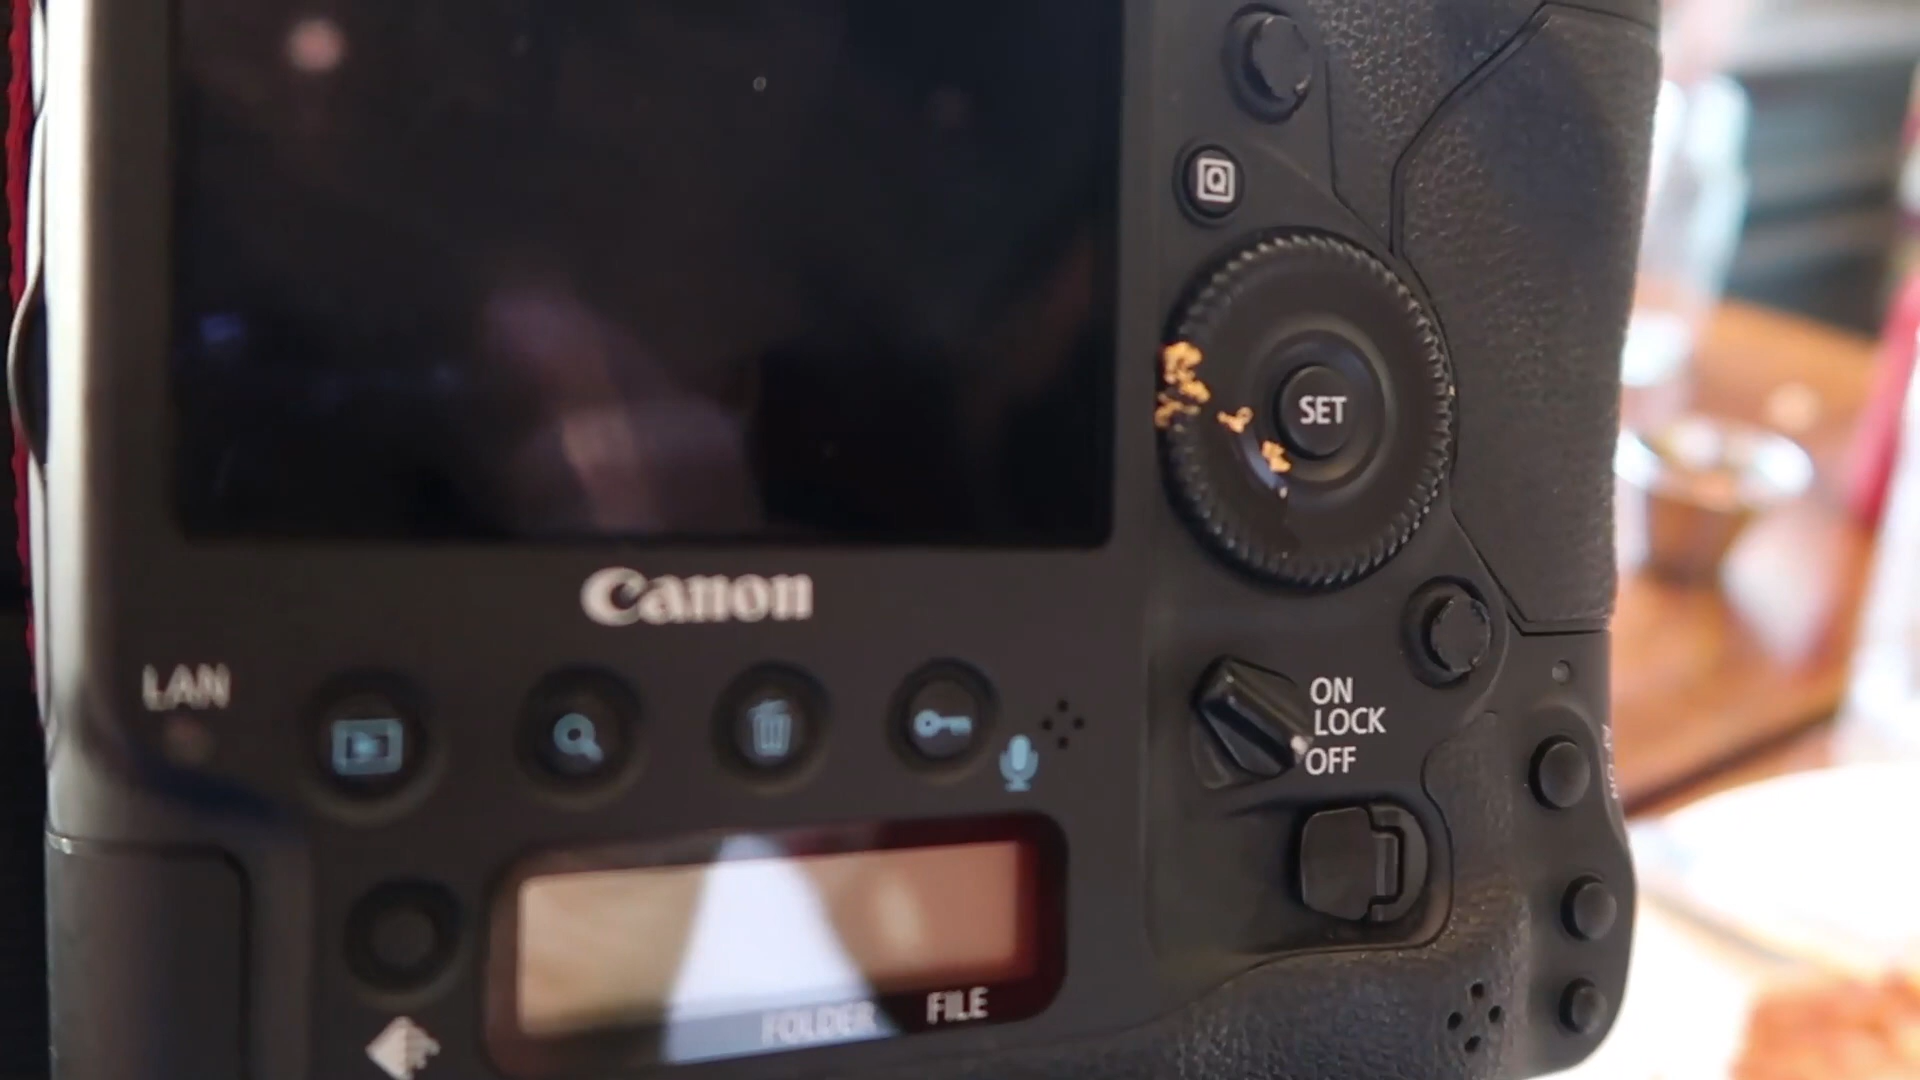 Q
SET
Canon
LAN
ON
LOCK
OFF
FOLDER
FILE